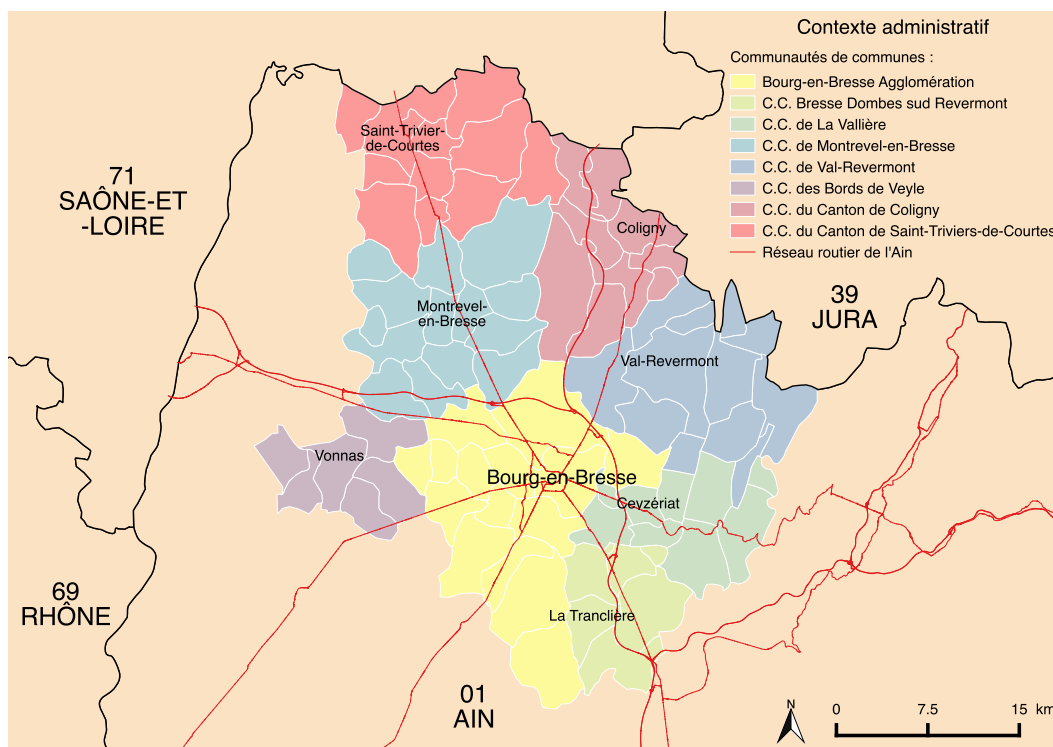 Contexte administratif
Communautés de communes :
Bourg-en-Bresse Agglomération
C.C. Bresse Dombes sud Revermont
C.C. de La Vallière
C.C. de Montrevel-en-Bresse
C.C. de Val-Revermont
C.C. des Bords de Veyle
C.C. du Canton de Coligny
C.C. du Canton de Saint-Triviers-de-Courtes
Réseau routier de l'Ain
Saint-Trivier-
de-Courtes
71
SAÔNE-ET
-LOIRE
Coligny
39
JURA
Montrevel-
en-Bresse
Val-Revermont
Vonnas
Bourg-en-Bresse
Ceyzériat
69
RHÔNE
La Tranclière
01
AIN
N
0 7.5 15 km